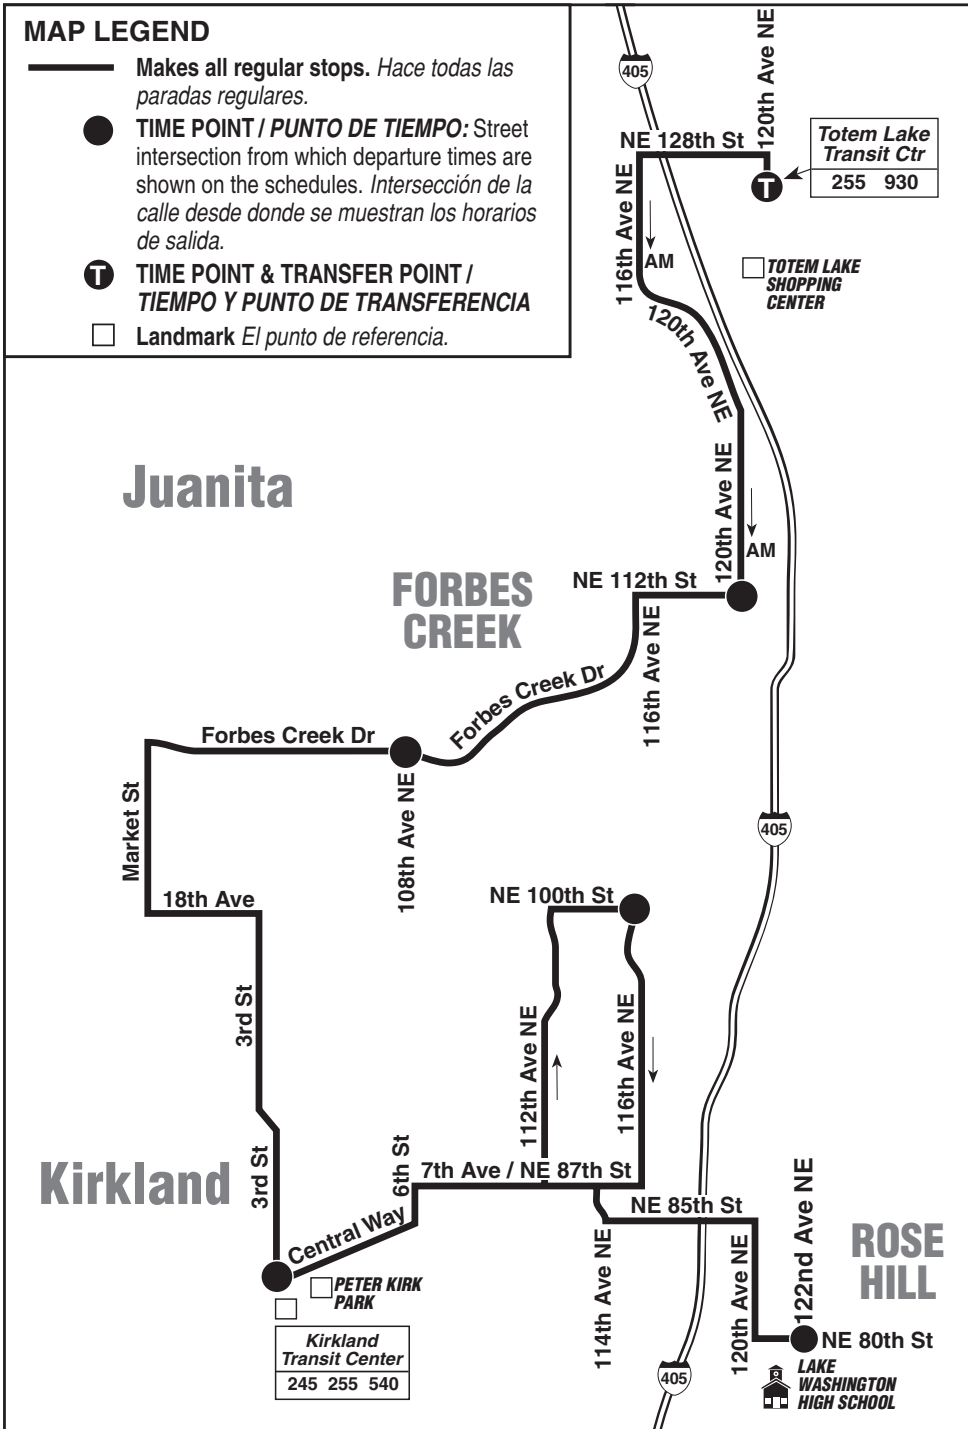 MAP LEGEND
Makes all regular stops. Hace todas las
paradas regulares.
TIME POINT / PUNTO DE TIEMPO: Street
intersection from which departure times are
shown on the schedules. Intersección de la
calle desde donde se muestran los horarios
de salida.
T
TIME POINT & TRANSFER POINT /
TIEMPO Y PUNTO DE TRANSFERENCIA
Landmark El punto de referencia.
405
120th Ave NE
NE 128th St
T
Totem Lake
Transit Ctr
255 930
116th Ave NE
AM
TOTEM LAKE
SHOPPING
CENTER
120th Ave NE
Juanita
120th Ave NE
AM
FORBES
CREEK
NE 112th St
116th Ave NE
Forbes Creek Dr
Forbes Creek Dr
108th Ave NE
Market St
405
18th Ave
NE 100th St
3rd St
112th Ave NE
116th Ave NE
Kirkland
3rd St
6th St
7th Ave / NE 87th St
Central Way
NE 85th St
114th Ave NE
120th Ave NE
122nd Ave NE
ROSE
HILL
PETER KIRK
PARK
Kirkland
Transit Center
245 255 540
NE 80th St
405
LAKE
WASHINGTON
HIGH SCHOOL